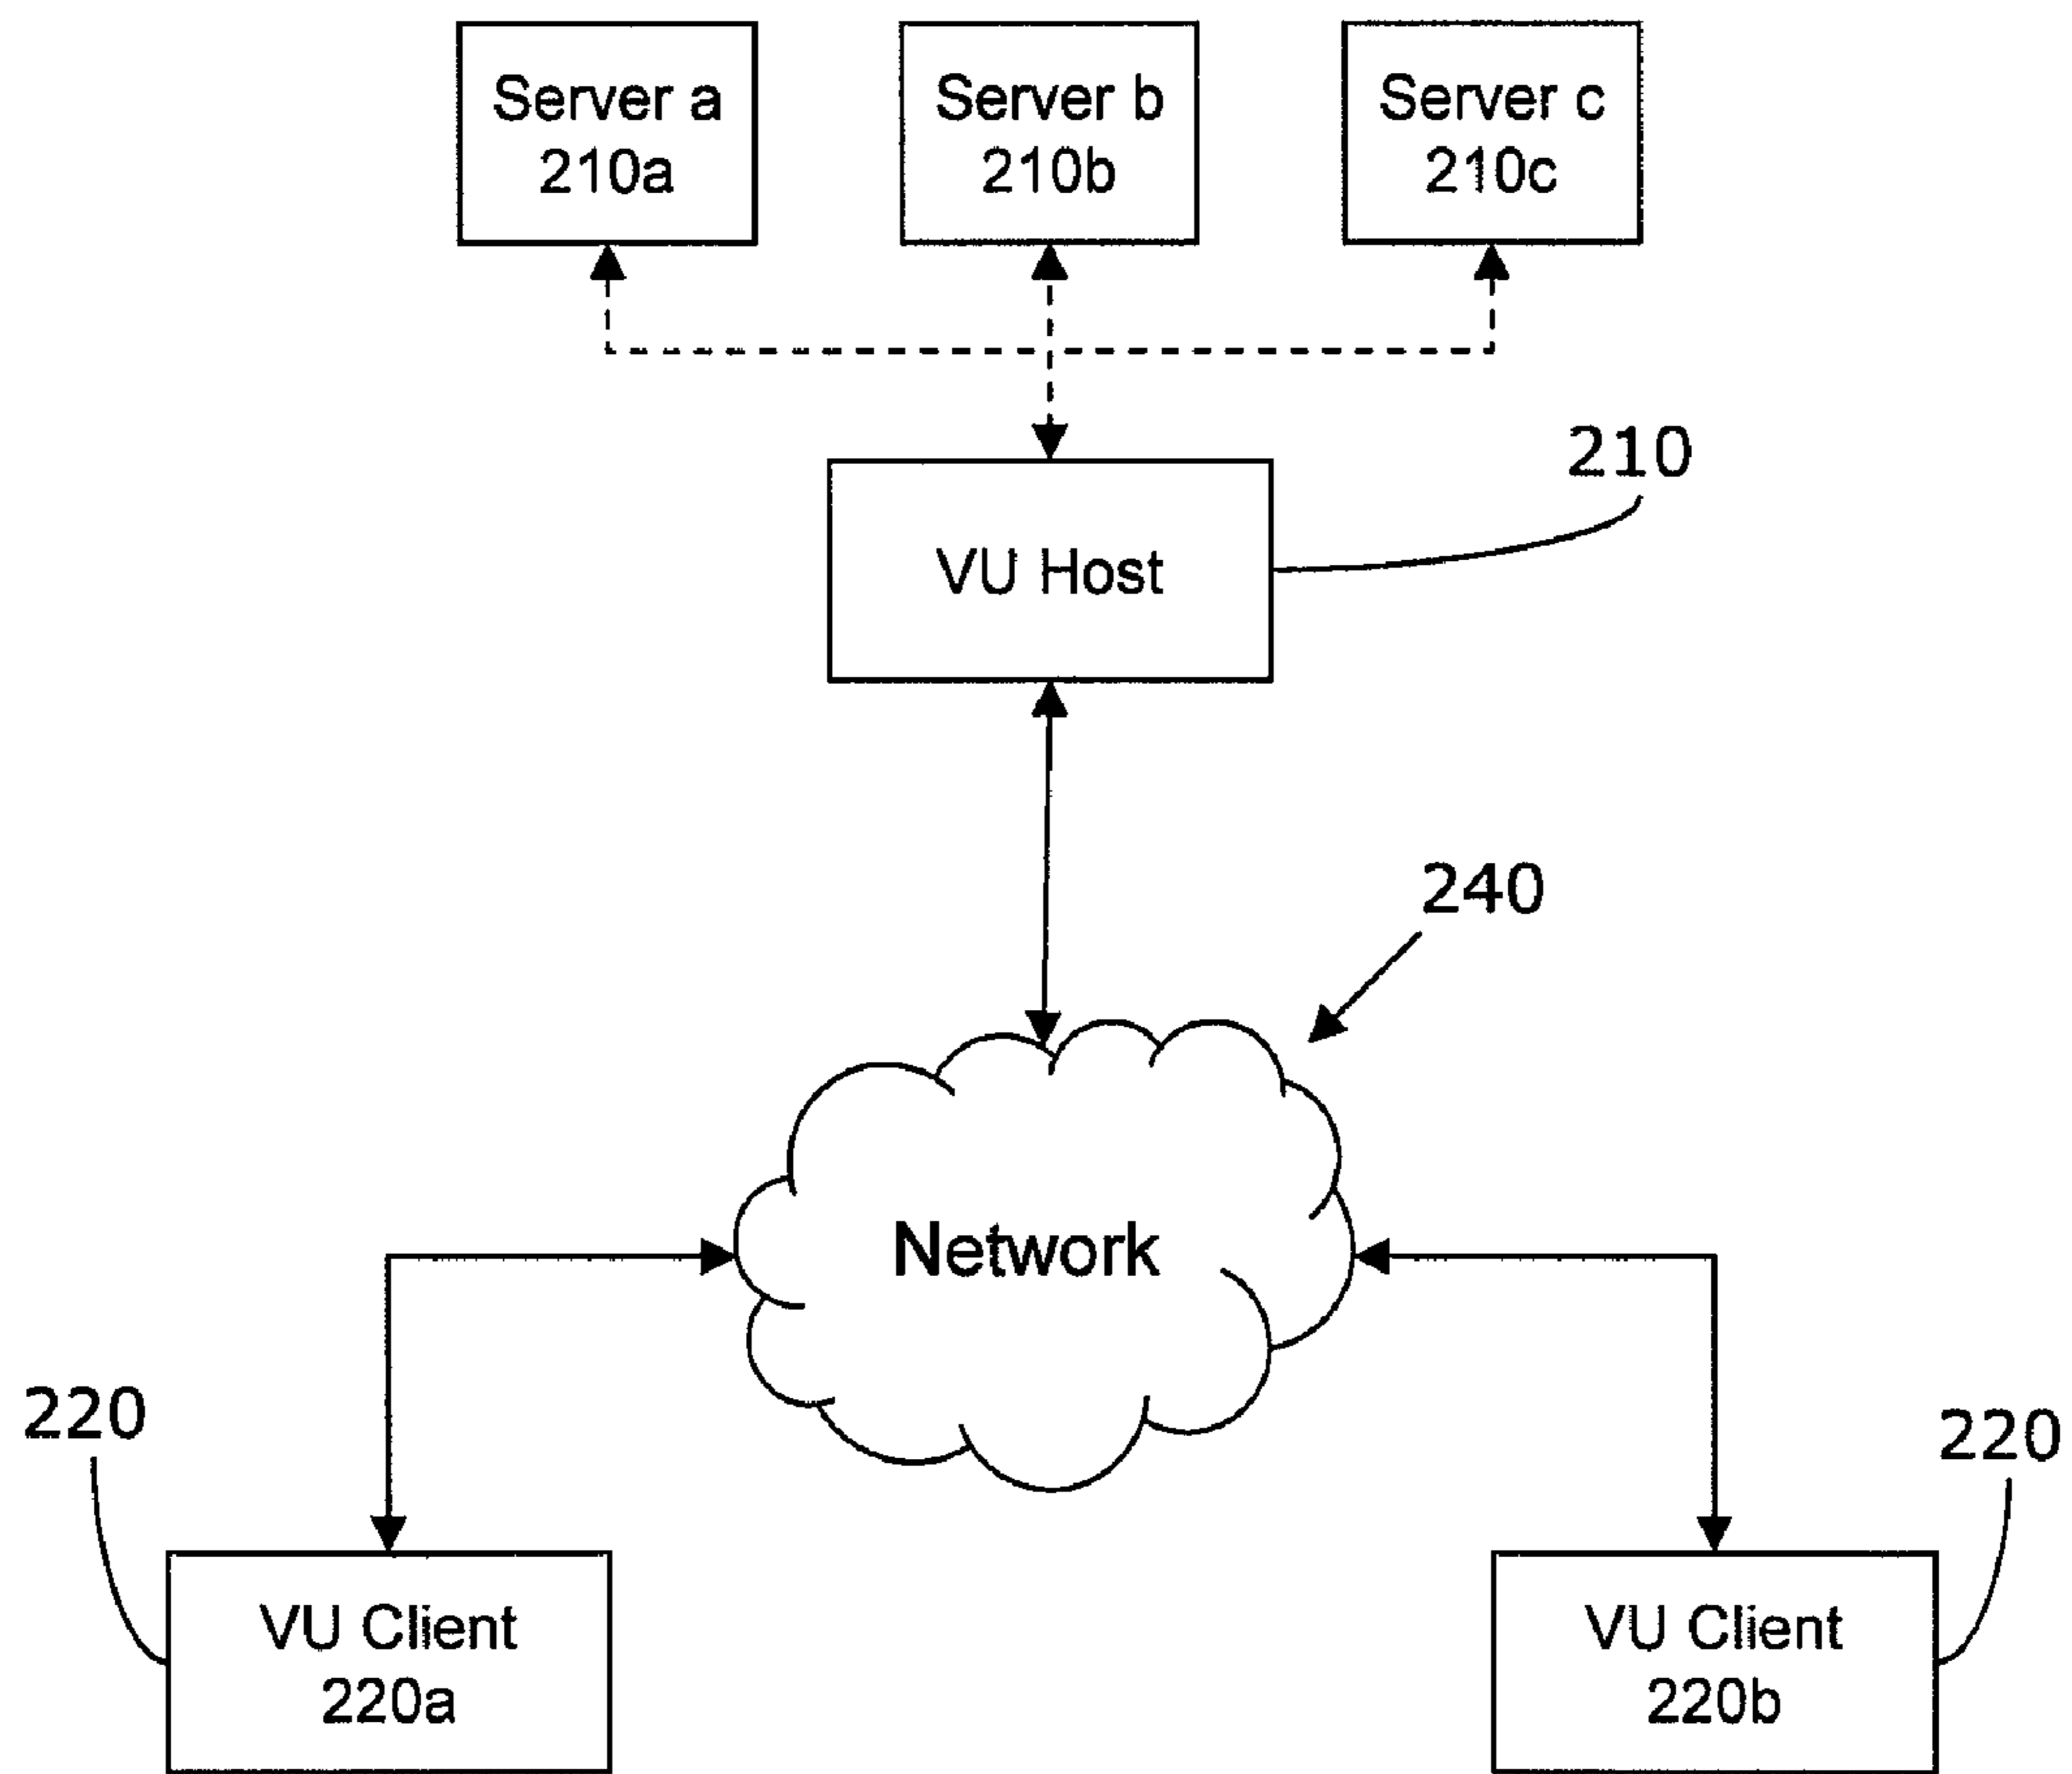 Server a
210a
Server b
210b
Server c
210c
210
VU Host
240
Network
220
220
VU Client
220a
VU Client
220b